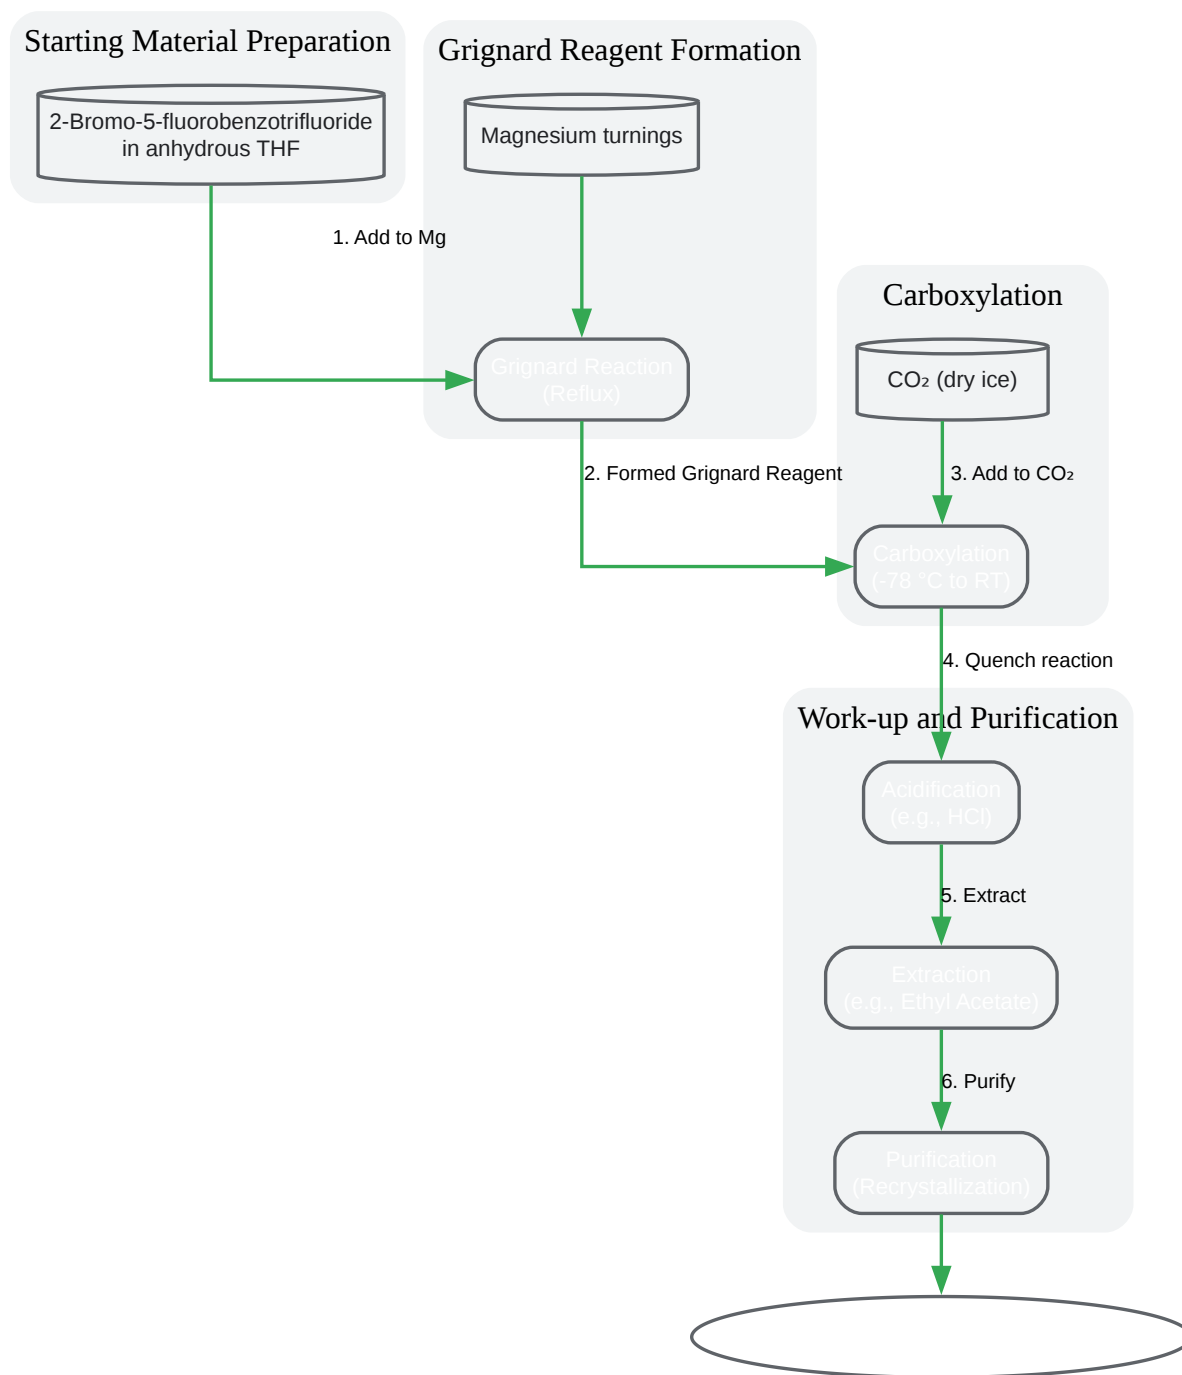 Starting Material Preparation
2-Bromo-5-fluorobenzotrifluoride
in anhydrous THF
Grignard Reagent Formation
Magnesium turnings
1. Add to Mg
Grignard Reaction
(Reflux)
2. Formed Grignard Reagent
Carboxylation
CO₂ (dry ice)
3. Add to CO₂
Carboxylation
(-78 °C to RT)
4. Quench reaction
Work-up and Purification
Acidification
(e.g., HCl)
5. Extract
Extraction
(e.g., Ethyl Acetate)
6. Purify
Purification
(Recrystallization)